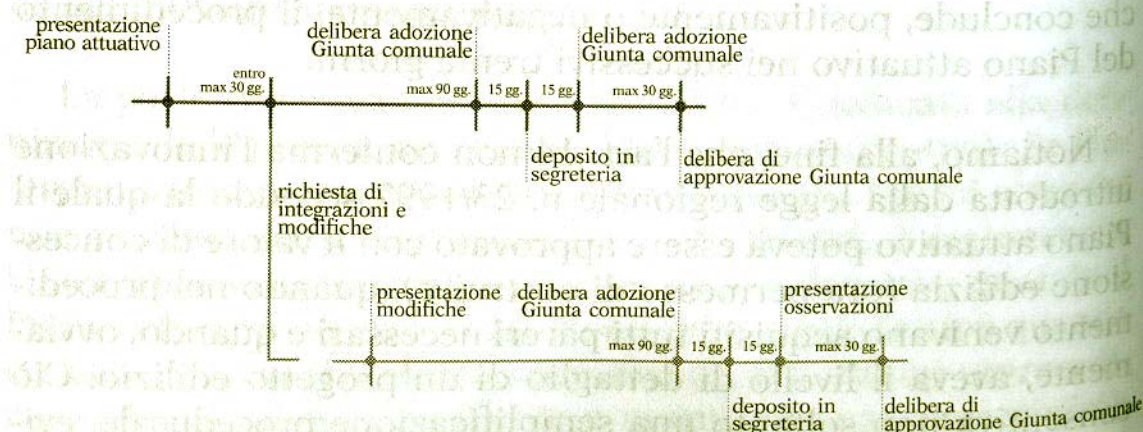 presentazione
piano attuativo
entro
max 30 gg.
delibera adozione
Giunta comunale
max 90 gg.
15 gg.
15 gg.
delibera adozione
Giunta comunale
max 30 gg.
deposito in
segreteria
delibera di
approvazione Giunta comunale
richiesta di
integrazioni e
modifiche
presentazione
modifiche
delibera adozione
Giunta comunale
max 90 gg.
15 gg.
15 gg.
presentazione
osservazioni
max 30 gg.
deposito in
segreteria
delibera di
approvazione Giunta comunale